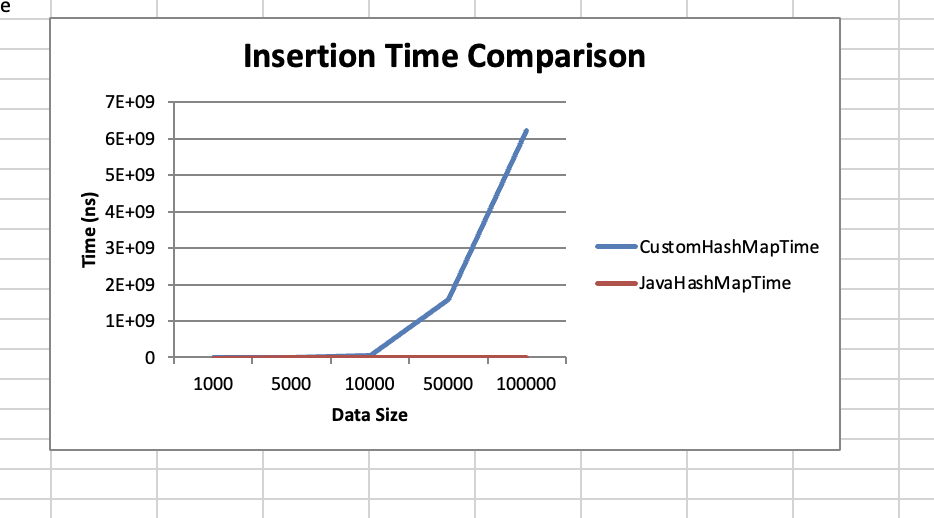 e
Insertion Time Comparison
7E+09
6E+09
5E+09
4E+09
3E+09
2E+09
1E+09
0
Time (ns)
1000 5000 10000 50000 100000
Data Size
CustomHashMapTime
JavaHashMapTime